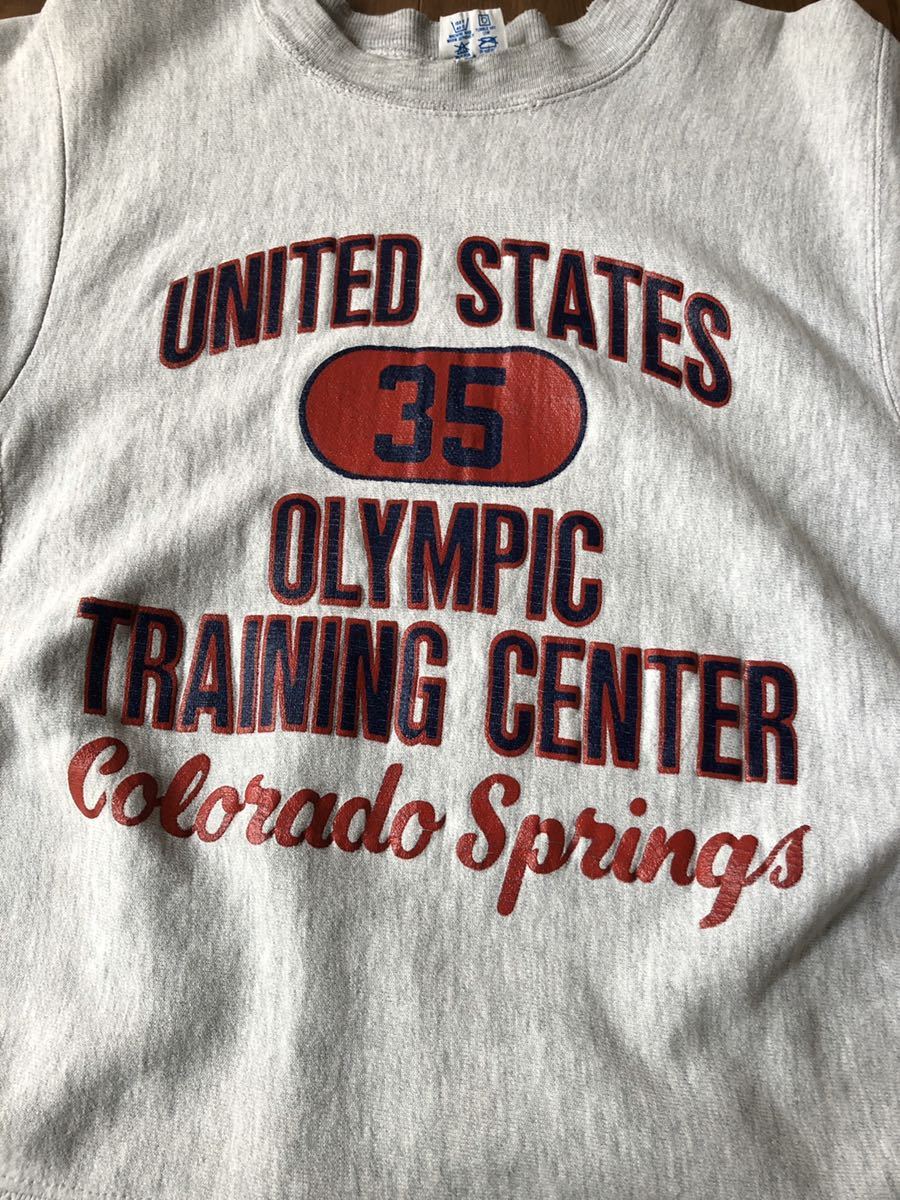 UNITED STATES
35
OLYMPIC
TRAINING CENTER
Colorado Springs